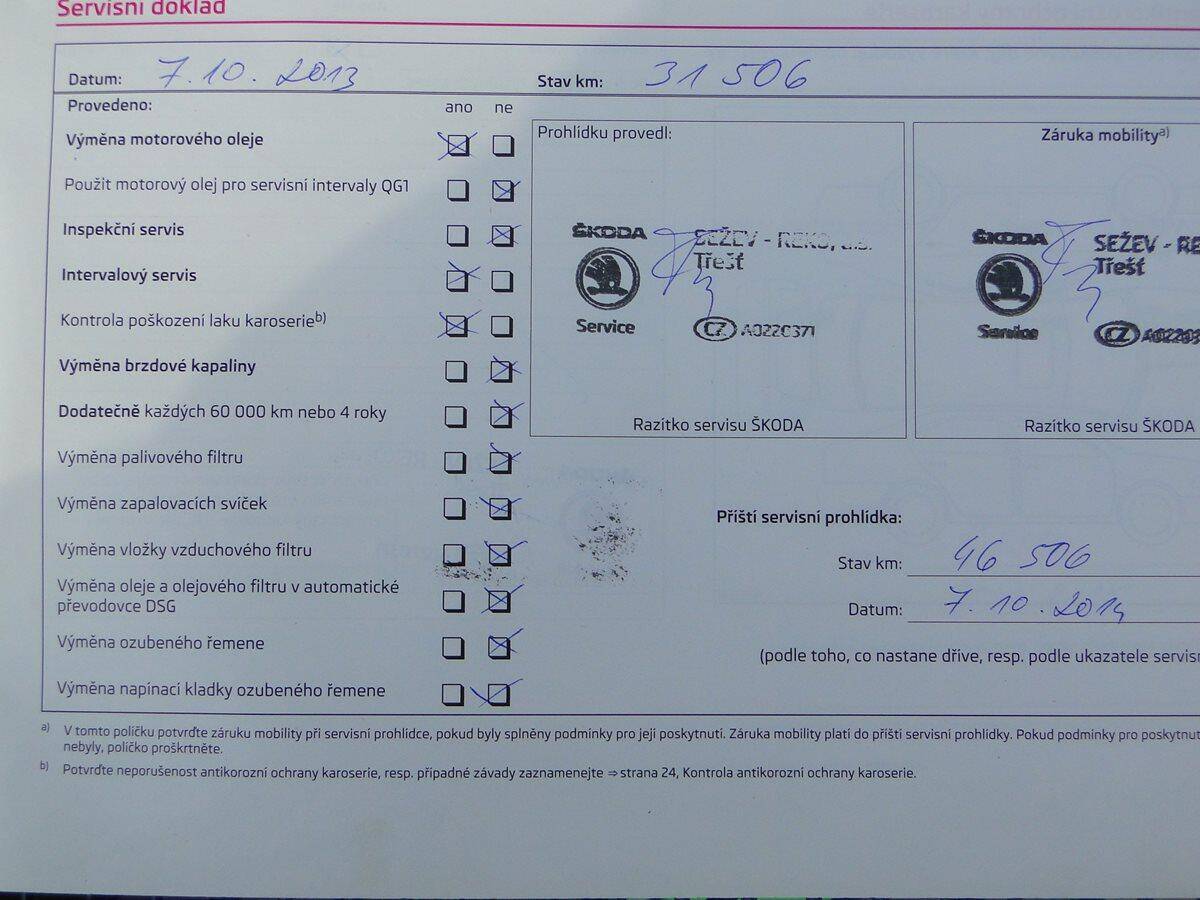 Servisní doklad
Datum: 7.10.2013 Stav km: 31 506
Provedeno: ano ne
Výměna motorového oleje
Použit motorový olej pro servisní intervaly QG1
Inspekční servis
Intervalový servis
Kontrola poškození laku karoserie b)
Výměna brzdové kapaliny
Dodatečně každých 60 000 km nebo 4 roky
Výměna palivového filtru
Výměna zapalovacích svíček
Výměna vložky vzduchového filtru
Výměna oleje a olejového filtru v automatické
převodovce DSG
Výměna ozubeného řemene
Výměna napínací kladky ozubeného řemene
Prohlídku provedl:
ŠKODA SEŽEV - REKO, a.s.
Třešť
Service CZ A0220371
Razítko servisu ŠKODA
Záruka mobility a)
ŠKODA SEŽEV - RE
Třešť
Service CZ A02203
Razítko servisu ŠKODA
Příští servisní prohlídka:
Stav km: 46 506
Datum: 7.10.2014
(podle toho, co nastane dříve, resp. podle ukazatele servisn
a) V tomto políčku potvrďte záruku mobility při servisní prohlídce, pokud byly splněny podmínky pro její poskytnutí. Záruka mobility platí do příští servisní prohlídky. Pokud podmínky pro poskytnut
nebyly, políčko proškrtněte.
b) Potvrďte neporušenost antikorozní ochrany karoserie, resp. případné závady zaznamenejte ⇒ strana 24, Kontrola antikorozní ochrany karoserie.